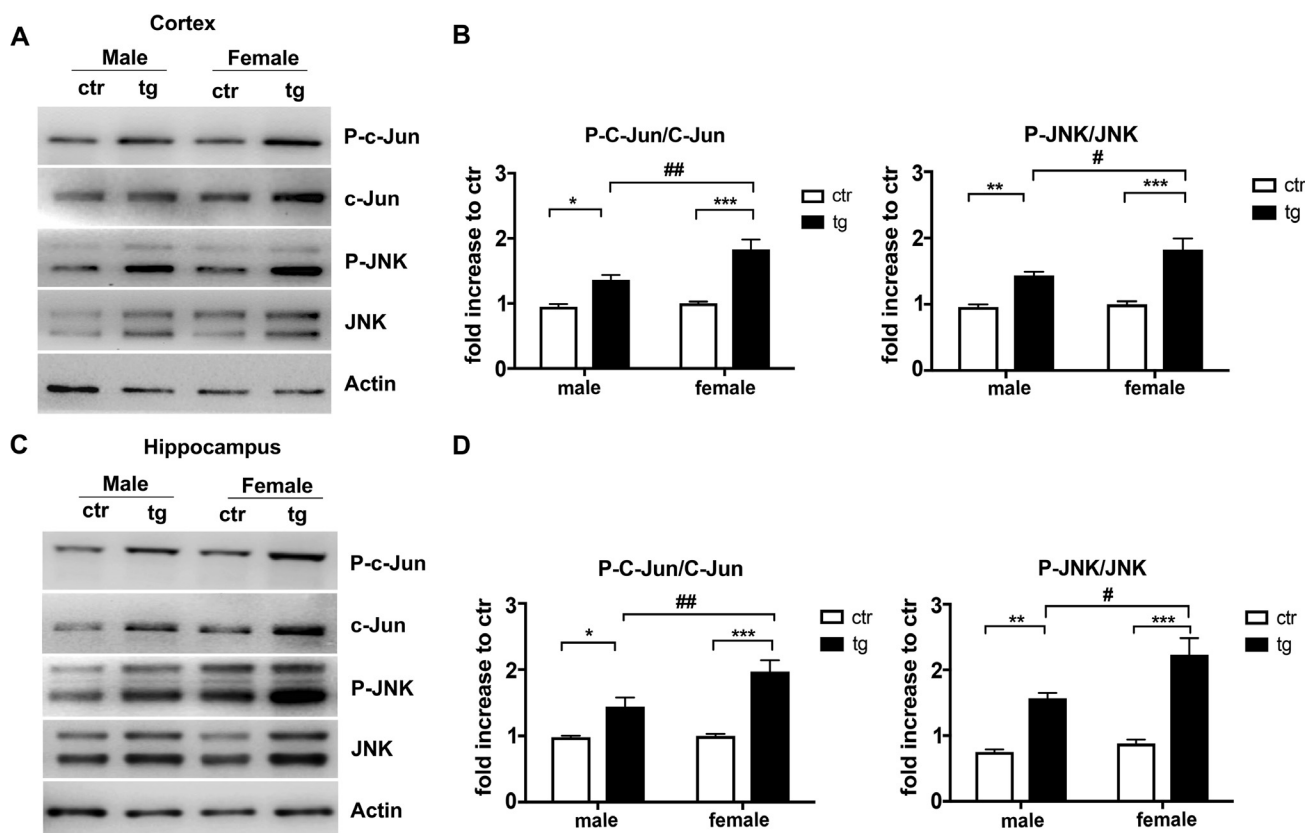 A
Cortex
Male Female
ctr tg ctr tg
P-c-Jun
c-Jun
P-JNK
JNK
Actin
B
P-C-Jun/C-Jun
fold increase to ctr
3
2
1
0
* *** ##
male female
ctr
tg
P-JNK/JNK
fold increase to ctr
3
2
1
0
** *** #
male female
ctr
tg
C
Hippocampus
Male Female
ctr tg ctr tg
P-c-Jun
c-Jun
P-JNK
JNK
Actin
D
P-C-Jun/C-Jun
fold increase to ctr
3
2
1
0
* *** ##
male female
ctr
tg
P-JNK/JNK
fold increase to ctr
3
2
1
0
** *** #
male female
ctr
tg